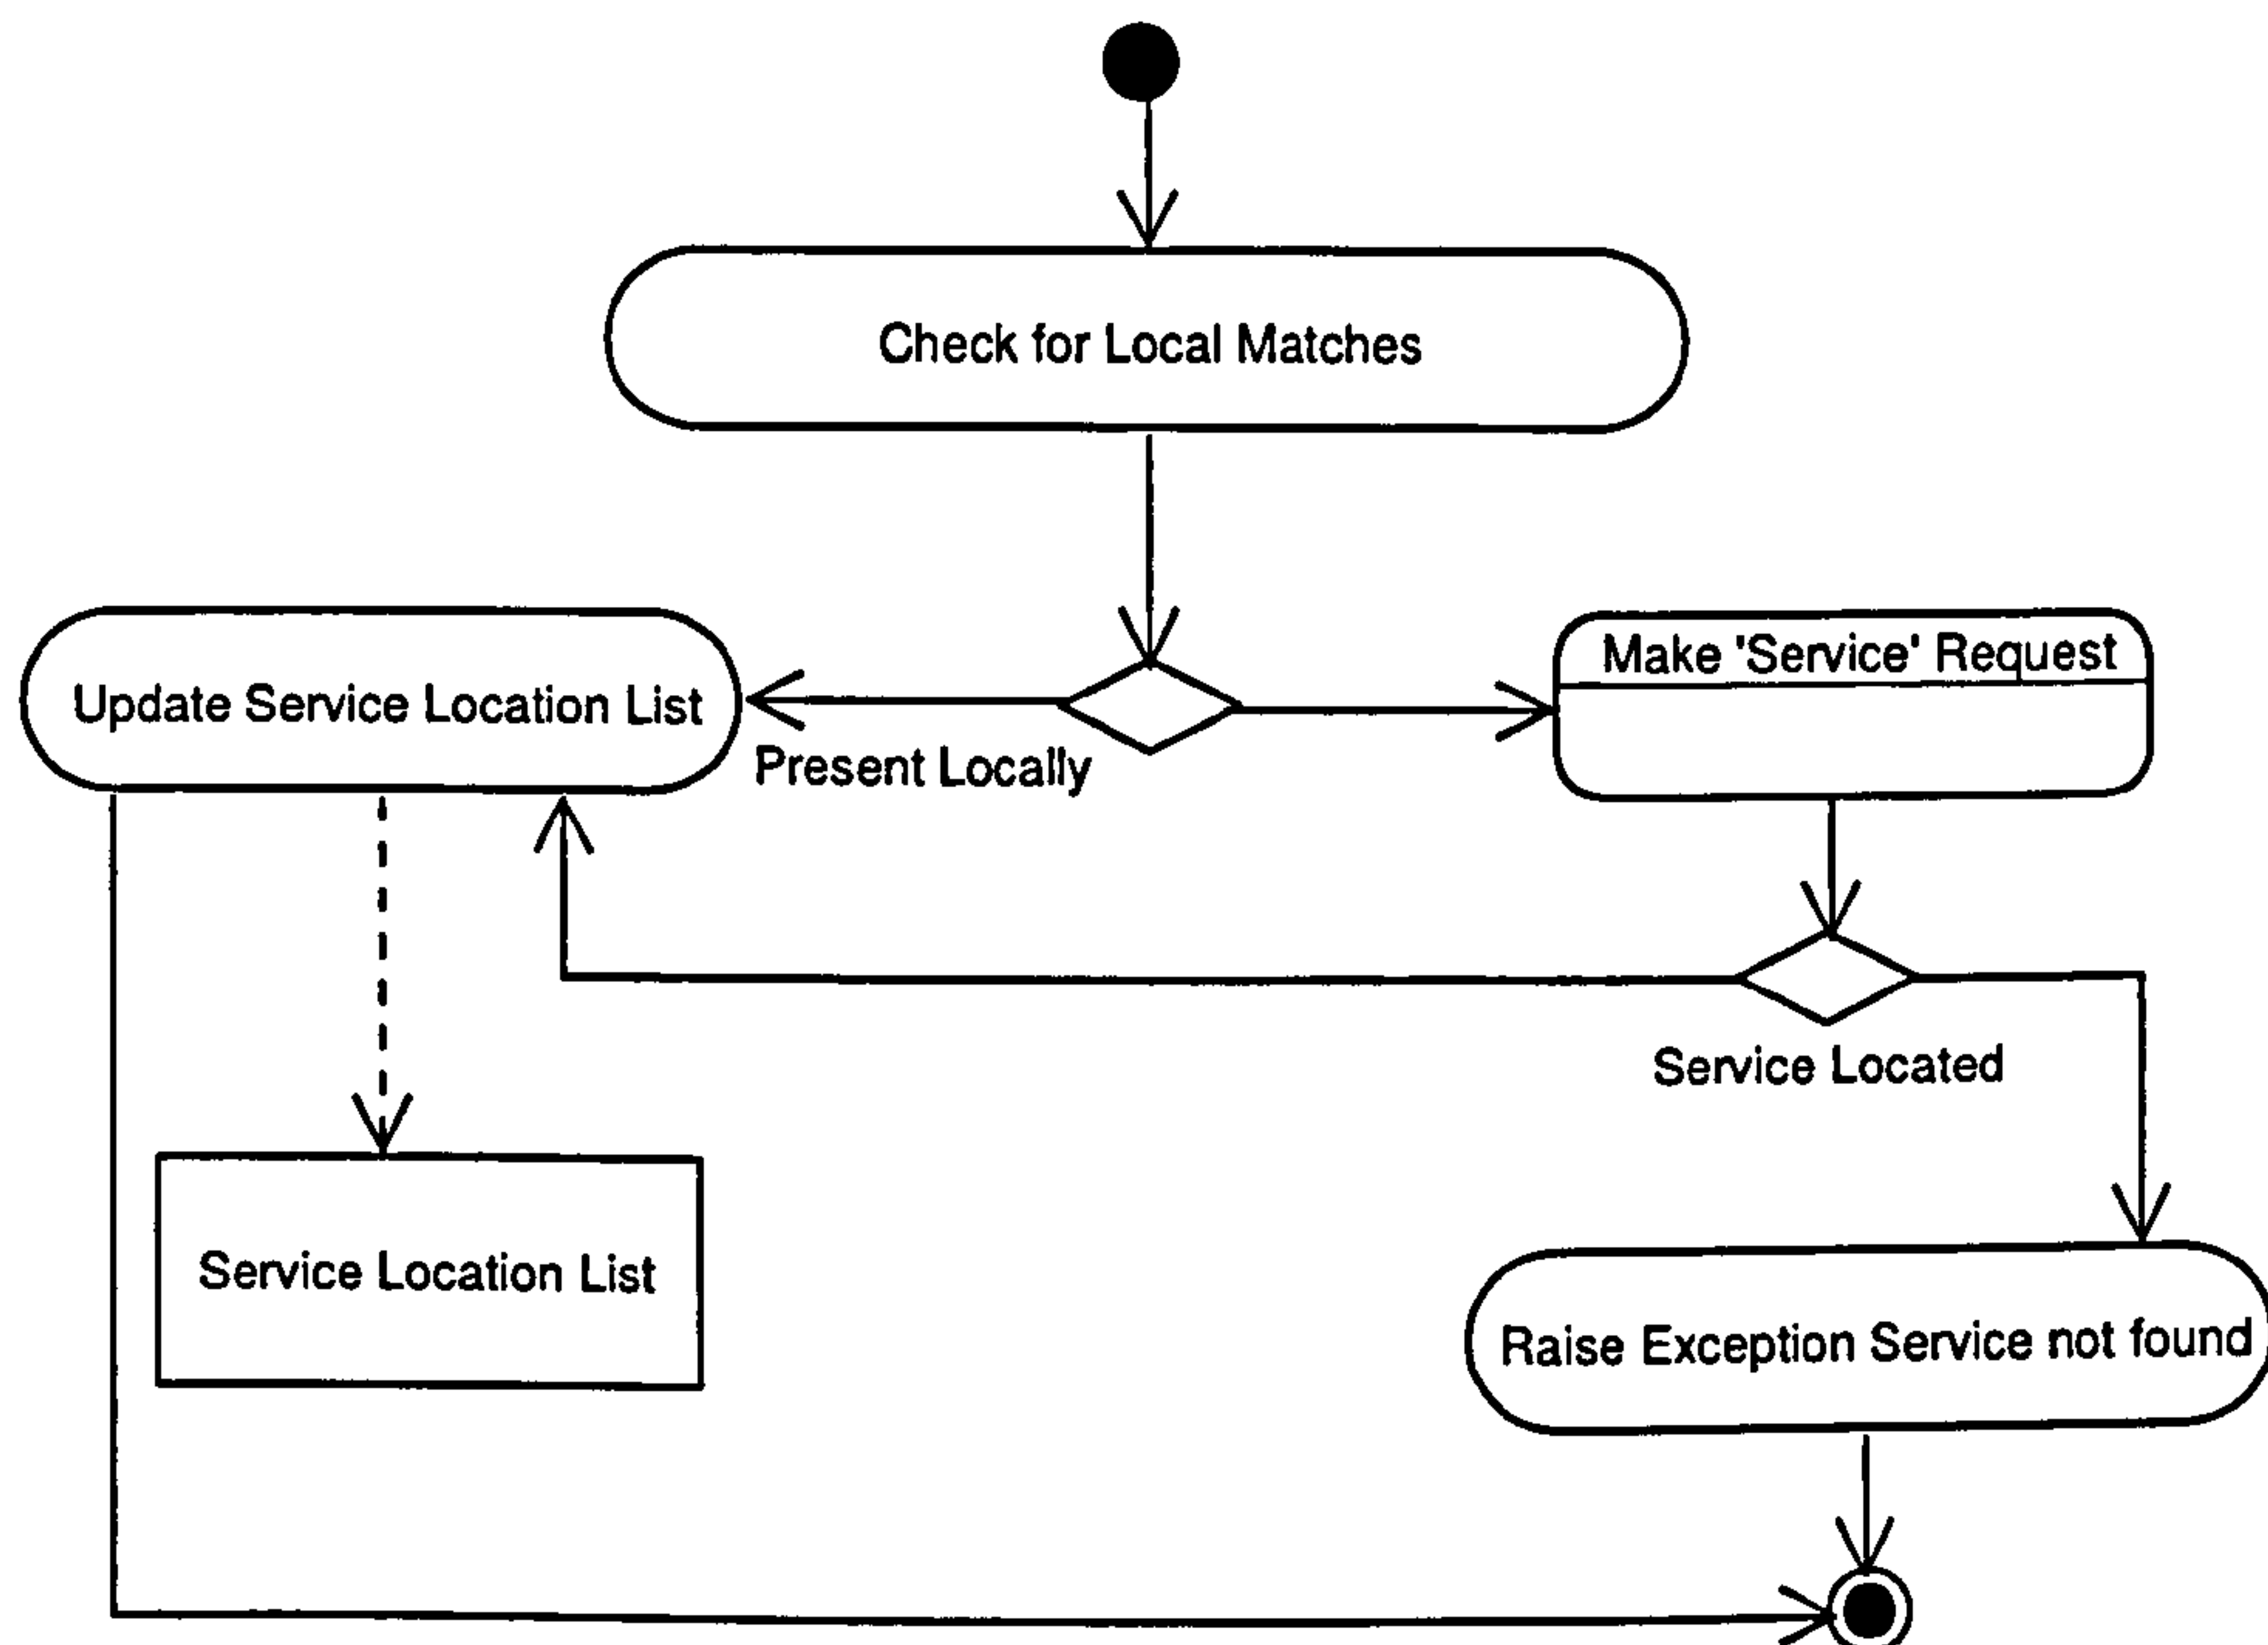 Check for Local Matches
Make 'Service' Request
Update Service Location List
Present Locally
Service Located
Service Location List
Raise Exception Service not found